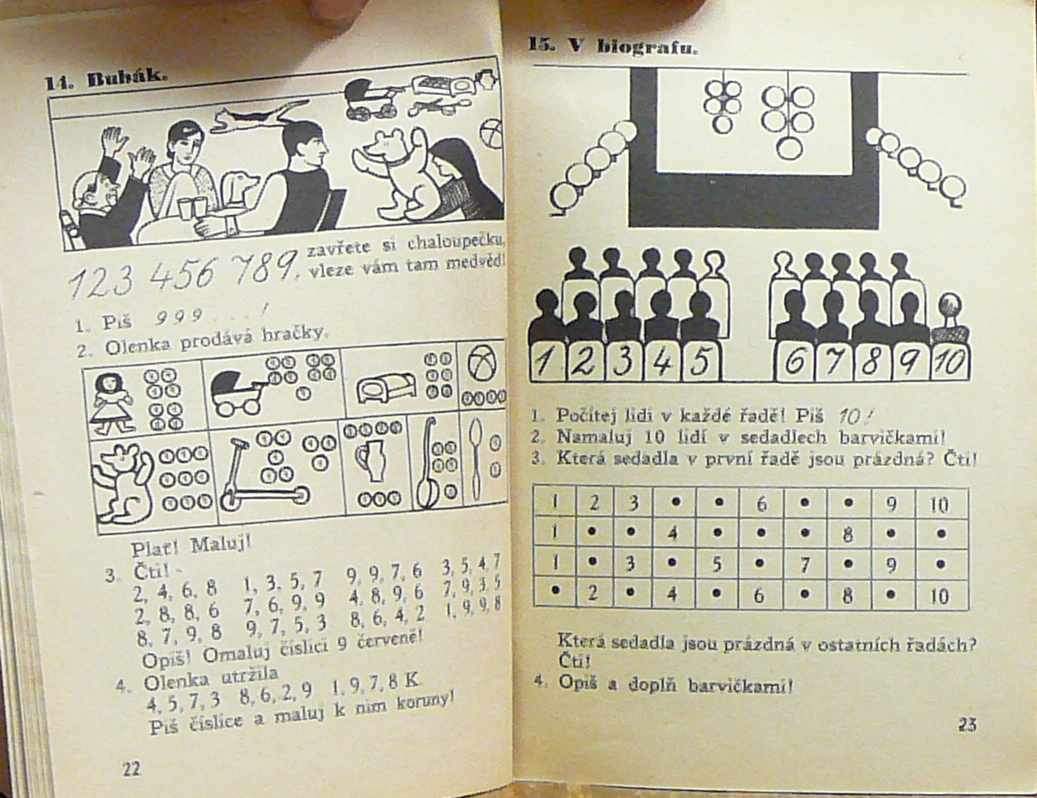 14. Bubák.
123 456 789, zavřete si chaloupečku,
vleze vám tam medvěd!
1. Piš 999 . . . !
2. Olenka prodává hračky.
Plať! Maluj!
3. Čti!
2, 4, 6, 8 1, 3, 5, 7 9, 9, 7, 6 3, 5, 4, 7
2, 8, 8, 6 7, 6, 9, 9 4, 8, 9, 6 7, 9, 3, 5
8, 7, 9, 8 9, 7, 5, 3 8, 6, 4, 2 1, 9, 9, 8
Opiš! Omaluj číslici 9 červeně!
4. Olenka utržila
4, 5, 7, 3 8, 6, 2, 9 1, 9, 7, 8 K.
Piš číslice a maluj k nim koruny!
22
15. V biografu.
1 2 3 4 5 6 7 8 9 10
1. Počítej lidi v každé řadě! Piš 10!
2. Namaluj 10 lidí v sedadlech barvičkami!
3. Která sedadla v první řadě jsou prázdná? Čti!
1 2 3 • • 6 • • 9 10
1 • • 4 • • • 8 • •
1 • 3 • 5 • 7 • 9 •
• 2 • 4 • 6 • 8 • 10
Která sedadla jsou prázdná v ostatních řadách?
Čti!
4. Opiš a doplň barvičkami!
23